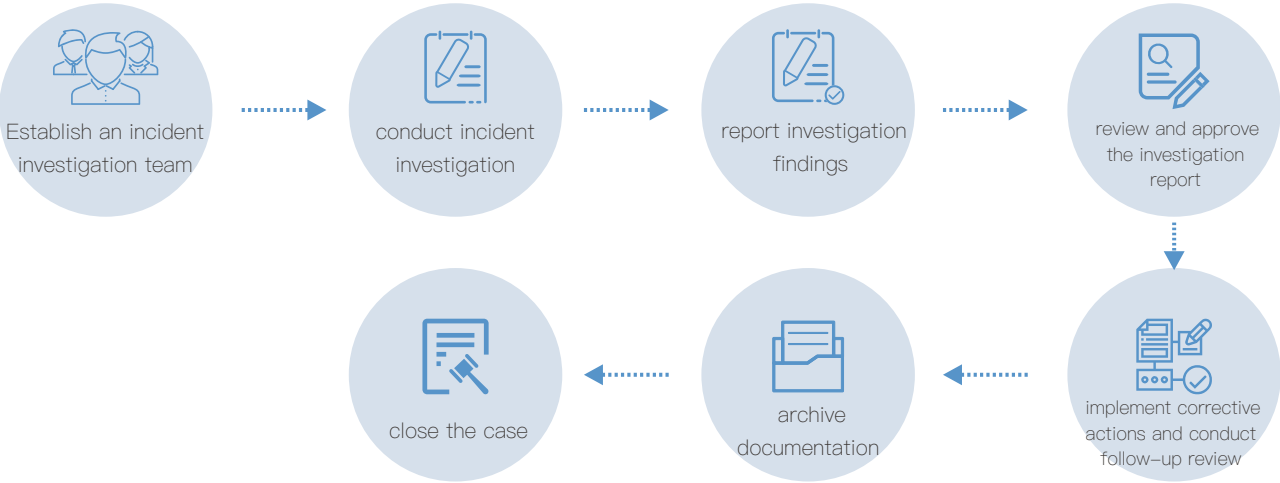 Establish an incident
investigation team
conduct incident
investigation
report investigation
findings
review and approve
the investigation
report
implement corrective
actions and conduct
follow-up review
archive
documentation
close the case